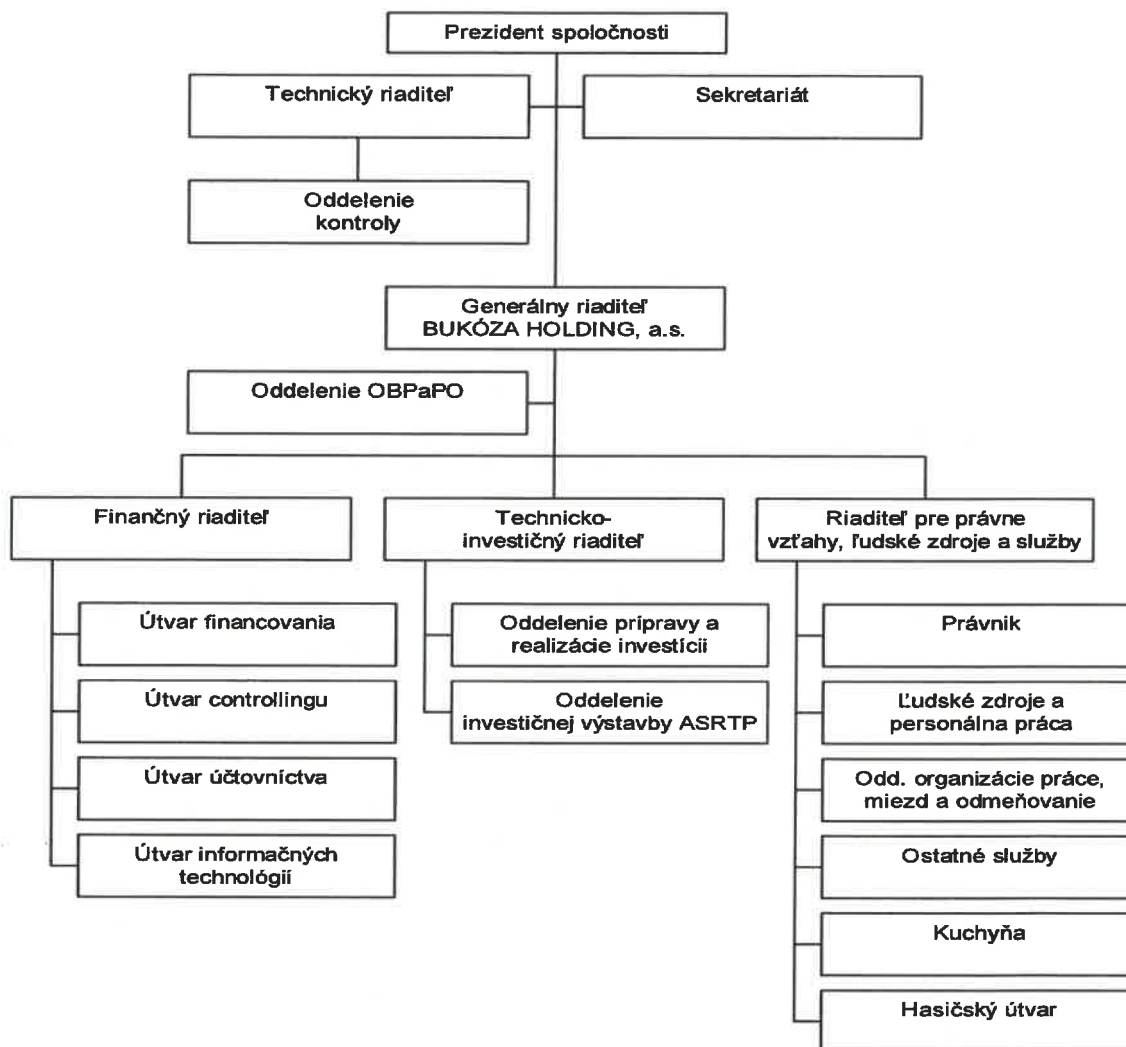 Prezident spoločnosti
Technický riaditeľ
Sekretariát
Oddelenie
kontroly
Generálny riaditeľ
BUKÓZA HOLDING, a.s.
Oddelenie OBPaPO
Finančný riaditeľ
Technicko-
investičný riaditeľ
Riaditeľ pre právne
vzťahy, ľudské zdroje a služby
Útvar financovania
Útvar controllingu
Útvar účtovníctva
Útvar informačných
technológií
Oddelenie prípravy a
realizácie investícii
Oddelenie
investičnej výstavby ASRTP
Právnik
Ľudské zdroje a
personálna práca
Odd. organizácie práce,
miezd a odmeňovanie
Ostatné služby
Kuchyňa
Hasičský útvar